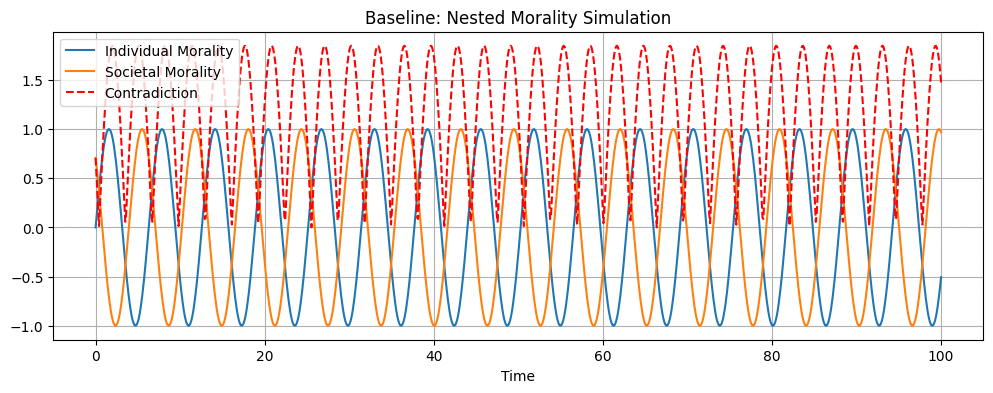 Baseline: Nested Morality Simulation
Individual Morality
Societal Morality
Contradiction
1.5
1.0
0.5
0.0
−0.5
−1.0
0 20 40 60 80 100
Time